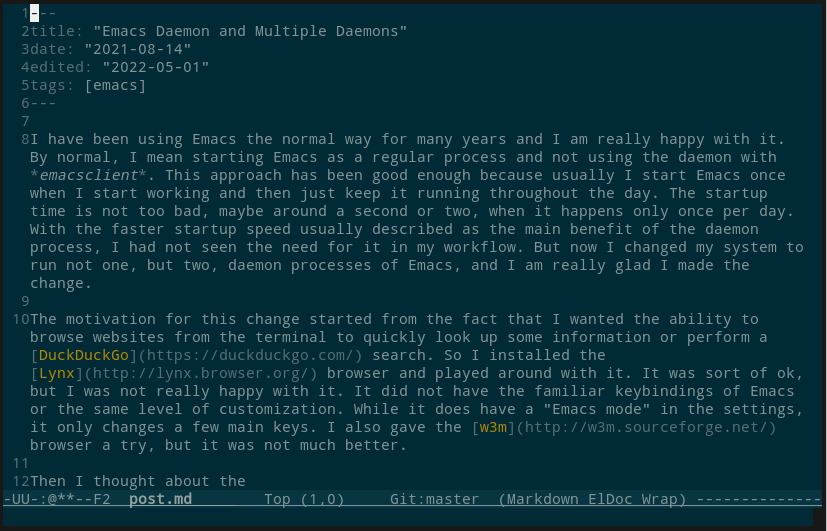 1---
2title: "Emacs Daemon and Multiple Daemons"
3date: "2021-08-14"
4edited: "2022-05-01"
5tags: [emacs]
6---
7
8I have been using Emacs the normal way for many years and I am really happy with it.
By normal, I mean starting Emacs as a regular process and not using the daemon with
*emacsclient*. This approach has been good enough because usually I start Emacs once
when I start working and then just keep it running throughout the day. The startup
time is not too bad, maybe around a second or two, when it happens only once per day.
With the faster startup speed usually described as the main benefit of the daemon
process, I had not seen the need for it in my workflow. But now I changed my system to
run not one, but two, daemon processes of Emacs, and I am really glad I made the
change.
9
10The motivation for this change started from the fact that I wanted the ability to
browse websites from the terminal to quickly look up some information or perform a
[DuckDuckGo](https://duckduckgo.com/) search. So I installed the
[Lynx](http://lynx.browser.org/) browser and played around with it. It was sort of ok,
but I was not really happy with it. It did not have the familiar keybindings of Emacs
or the same level of customization. While it does have a "Emacs mode" in the settings,
it only changes a few main keys. I also gave the [w3m](http://w3m.sourceforge.net/)
browser a try, but it was not much better.
11
12Then I thought about the
-UU-:@**--F2  post.md        Top (1,0)     Git:master  (Markdown ElDoc Wrap) --------------